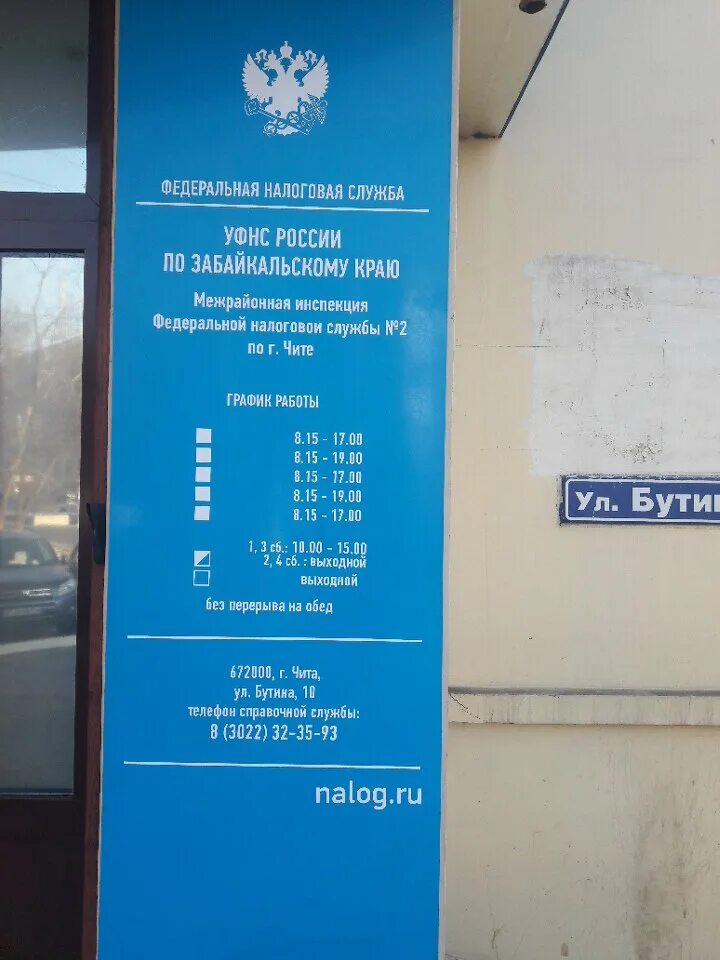 ФЕДЕРАЛЬНАЯ НАЛОГОВАЯ СЛУЖБА
УФНС РОССИИ
ПО ЗАБАЙКАЛЬСКОМУ КРАЮ
Межрайонная инспекция
Федеральной налоговои службы №2
по г. Чите
ГРАФИК РАБОТЫ
8.15 - 17.00
8.15 - 19.00
8.15 - 17.00
8.15 - 19.00
8.15 - 17.00
1, 3 сб.: 10.00 - 15.00
2, 4 сб. : выходной
выходной
без перерыва на обед
672000, г. Чита,
ул. Бутина, 10
телефон справочной службы:
8 (3022) 32-35-93
nalog.ru
Ул. Бутин